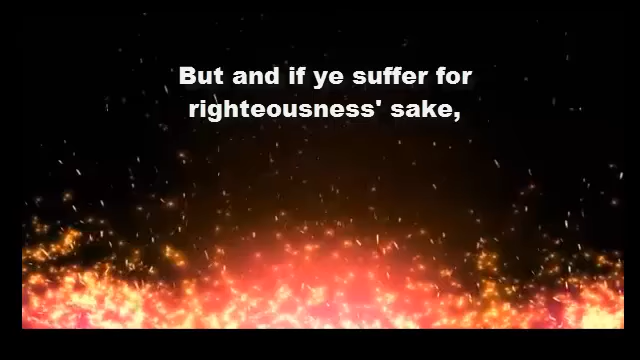 But and if ye suffer for
righteousness' sake,